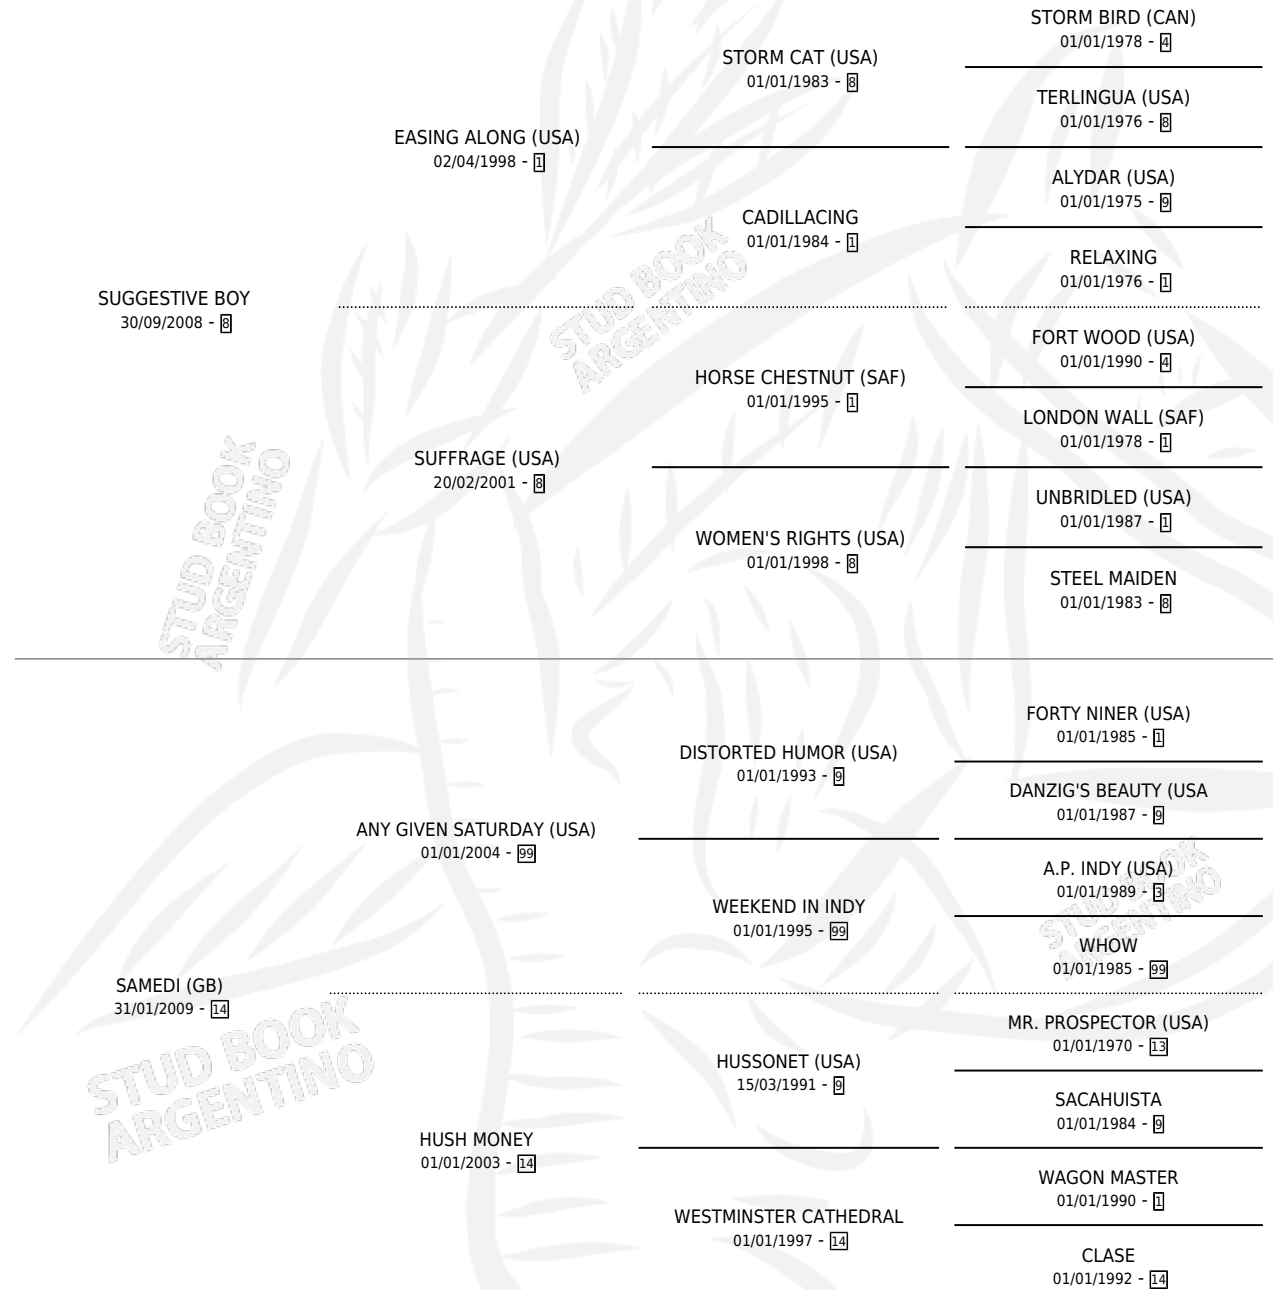 STORM BIRD (CAN)
01/01/1978 - 4
STORM CAT (USA)
01/01/1983 - 8
TERLINGUA (USA)
01/01/1976 - 8
EASING ALONG (USA)
02/04/1998 - 1
ALYDAR (USA)
01/01/1975 - 9
CADILLACING
01/01/1984 - 1
RELAXING
01/01/1976 - 1
SUGGESTIVE BOY
30/09/2008 - 8
STUD BOOK
ARGENTINO
FORT WOOD (USA)
01/01/1990 - 4
HORSE CHESTNUT (SAF)
01/01/1995 - 1
LONDON WALL (SAF)
01/01/1978 - 1
SUFFRAGE (USA)
20/02/2001 - 8
UNBRIDLED (USA)
01/01/1987 - 1
WOMEN'S RIGHTS (USA)
01/01/1998 - 8
STEEL MAIDEN
01/01/1983 - 8
STUD BOOK
ARGENTINO
FORTY NINER (USA)
01/01/1985 - 1
DISTORTED HUMOR (USA)
01/01/1993 - 9
DANZIG'S BEAUTY (USA
01/01/1987 - 9
ANY GIVEN SATURDAY (USA)
01/01/2004 - 99
A.P. INDY (USA)
01/01/1989 - 3
WEEKEND IN INDY
01/01/1995 - 99
STUD BOOK
ARGENTINO
WHOW
01/01/1985 - 99
SAMEDI (GB)
31/01/2009 - 14
MR. PROSPECTOR (USA)
01/01/1970 - 13
HUSSONET (USA)
15/03/1991 - 9
SACAHUISTA
01/01/1984 - 9
STUD BOOK
ARGENTINO
HUSH MONEY
01/01/2003 - 14
WAGON MASTER
01/01/1990 - 1
WESTMINSTER CATHEDRAL
01/01/1997 - 14
CLASE
01/01/1992 - 14